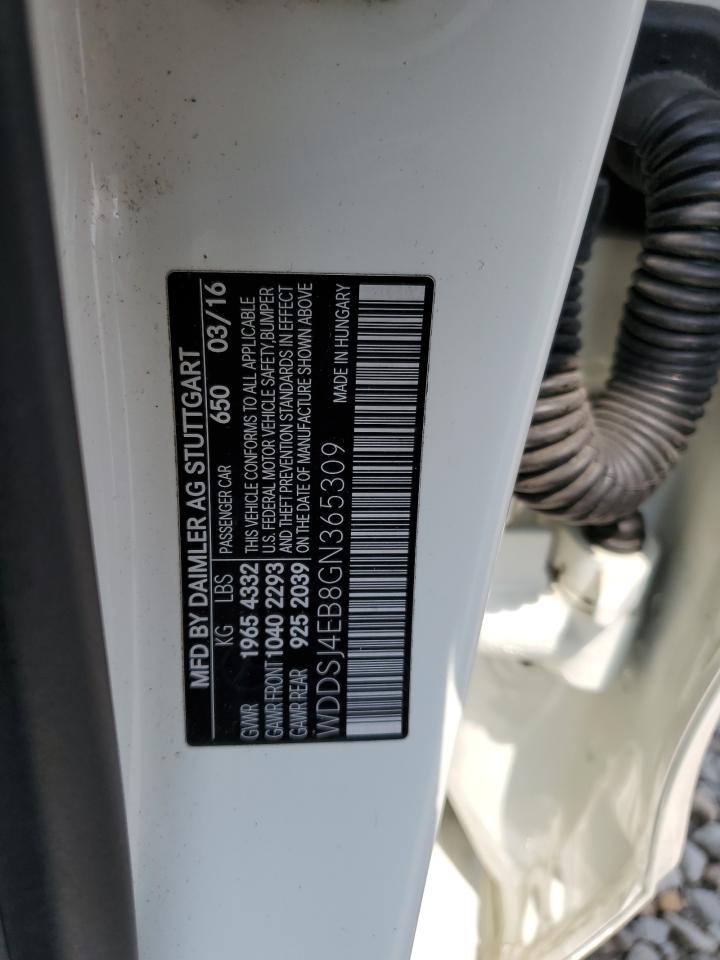 MFD BY DAIMLER AG STUTTGART
KG LBS PASSENGER CAR 650 03/16
GVWR 1965 4332 THIS VEHICLE CONFORMS TO ALL APPLICABLE
GAWR FRONT 1040 2293 U.S. FEDERAL MOTOR VEHICLE SAFETY, BUMPER
GAWR REAR 925 2039 AND THEFT PREVENTION STANDARDS IN EFFECT
ON THE DATE OF MANUFACTURE SHOWN ABOVE
WDDSJ4EB8GN365309 MADE IN HUNGARY